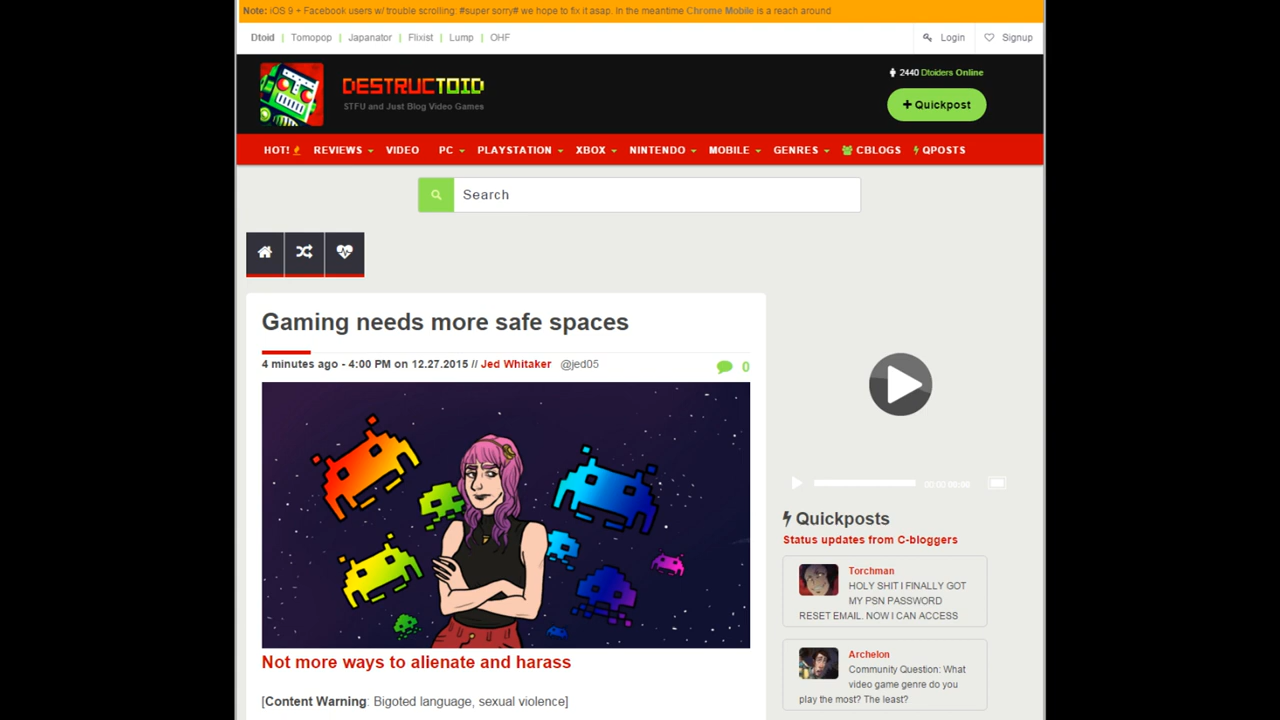 Note: iOS 9 + Facebook users w/ trouble scrolling: #super sorry# we hope to fix it asap. In the meantime Chrome Mobile is a reach around
Dtoid | Tomopop | Japanator | Flixist | Lump | OHF
Login Signup
DESTRUCTOID
STFU and Just Blog Video Games
2440 Dtoiders Online
+ Quickpost
HOT! REVIEWS VIDEO PC PLAYSTATION XBOX NINTENDO MOBILE GENRES CBLOGS QPOSTS
Search
Gaming needs more safe spaces
4 minutes ago - 4:00 PM on 12.27.2015 // Jed Whitaker @jed05
0
Not more ways to alienate and harass
[Content Warning: Bigoted language, sexual violence]
00:00 00:00
Quickposts
Status updates from C-bloggers
Torchman
HOLY SHIT I FINALLY GOT
MY PSN PASSWORD
RESET EMAIL. NOW I CAN ACCESS
Archelon
Community Question: What
video game genre do you
play the most? The least?